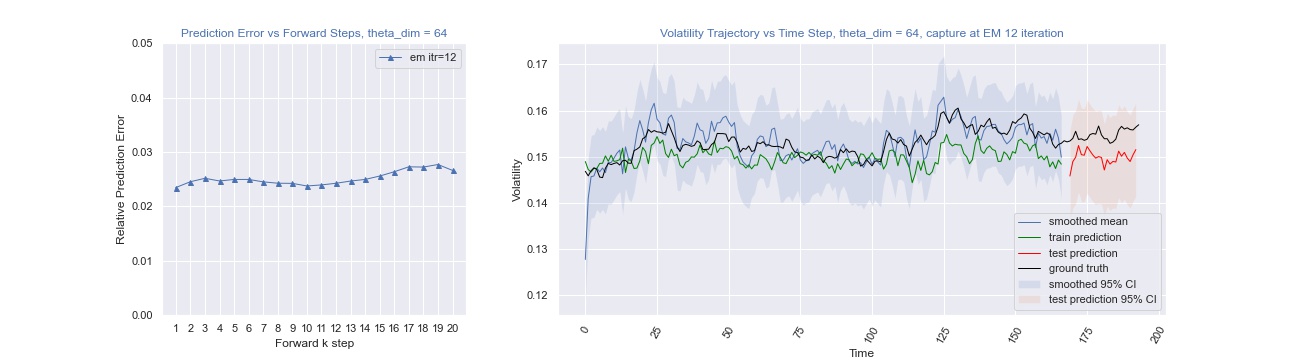 Prediction Error vs Forward Steps, theta_dim = 64
0.05
0.04
0.03
0.02
0.01
0.00
Relative Prediction Error
em itr=12
1 2 3 4 5 6 7 8 9 10 11 12 13 14 15 16 17 18 19 20
Forward k step
Volatility Trajectory vs Time Step, theta_dim = 64, capture at EM 12 iteration
0.17
0.16
0.15
0.14
0.13
0.12
Volatility
smoothed mean
train prediction
test prediction
ground truth
smoothed 95% CI
test prediction 95% CI
0 25 50 75 100 125 150 175 200
Time